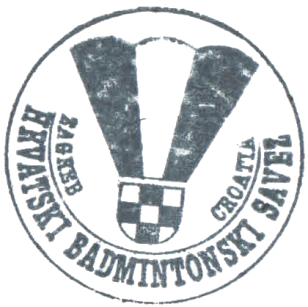 ZAGREB
CROATIA
HRVATSKI BADMINTONSKI SAVEZ